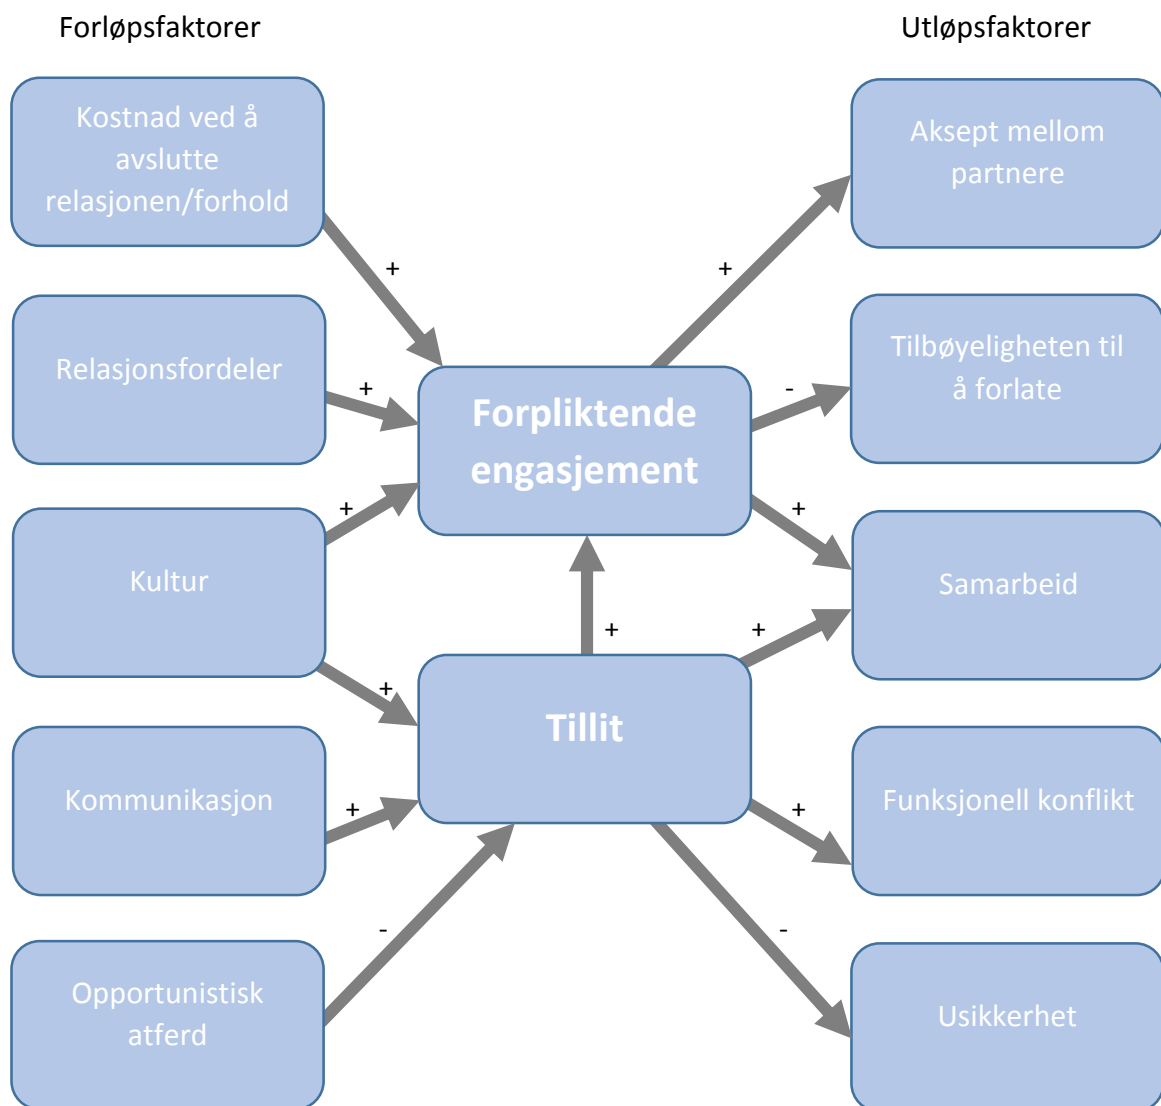 Forløpsfaktorer
Utløpsfaktorer
Kostnad ved å
avslutte
relasjonen/forhold
Aksept mellom
partnere
+
+
Relasjonsfordeler
+
Forpliktende
engasjement
-
Tilbøyeligheten til
å forlate
Kultur
+
+
+
+
+
Samarbeid
Kommunikasjon
+
Tillit
+
Funksjonell konflikt
Opportunistisk
atferd
-
-
Usikkerhet